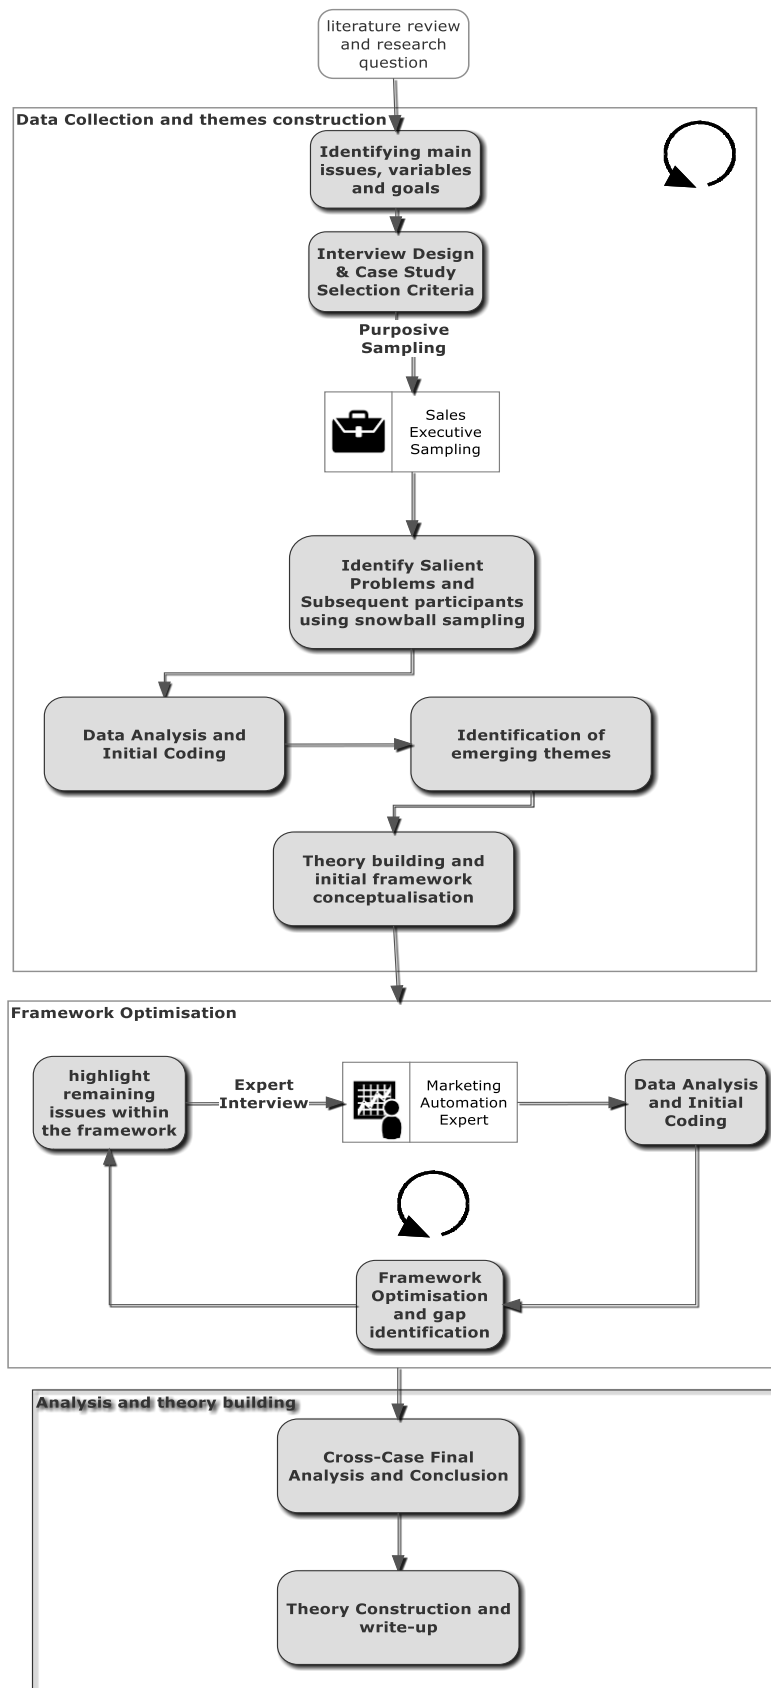 literature review
and research
question
Data Collection and themes construction
Identifying main
issues, variables
and goals
Interview Design
& Case Study
Selection Criteria
Purposive
Sampling
Sales
Executive
Sampling
Identify Salient
Problems and
Subsequent participants
using snowball sampling
Data Analysis and
Initial Coding
Identification of
emerging themes
Theory building and
initial framework
conceptualisation
Framework Optimisation
highlight
remaining
issues within
the framework
Expert
Interview
Marketing
Automation
Expert
Data Analysis
and Initial
Coding
Framework
Optimisation
and gap
identification
Analysis and theory building
Cross-Case Final
Analysis and Conclusion
Theory Construction and
write-up